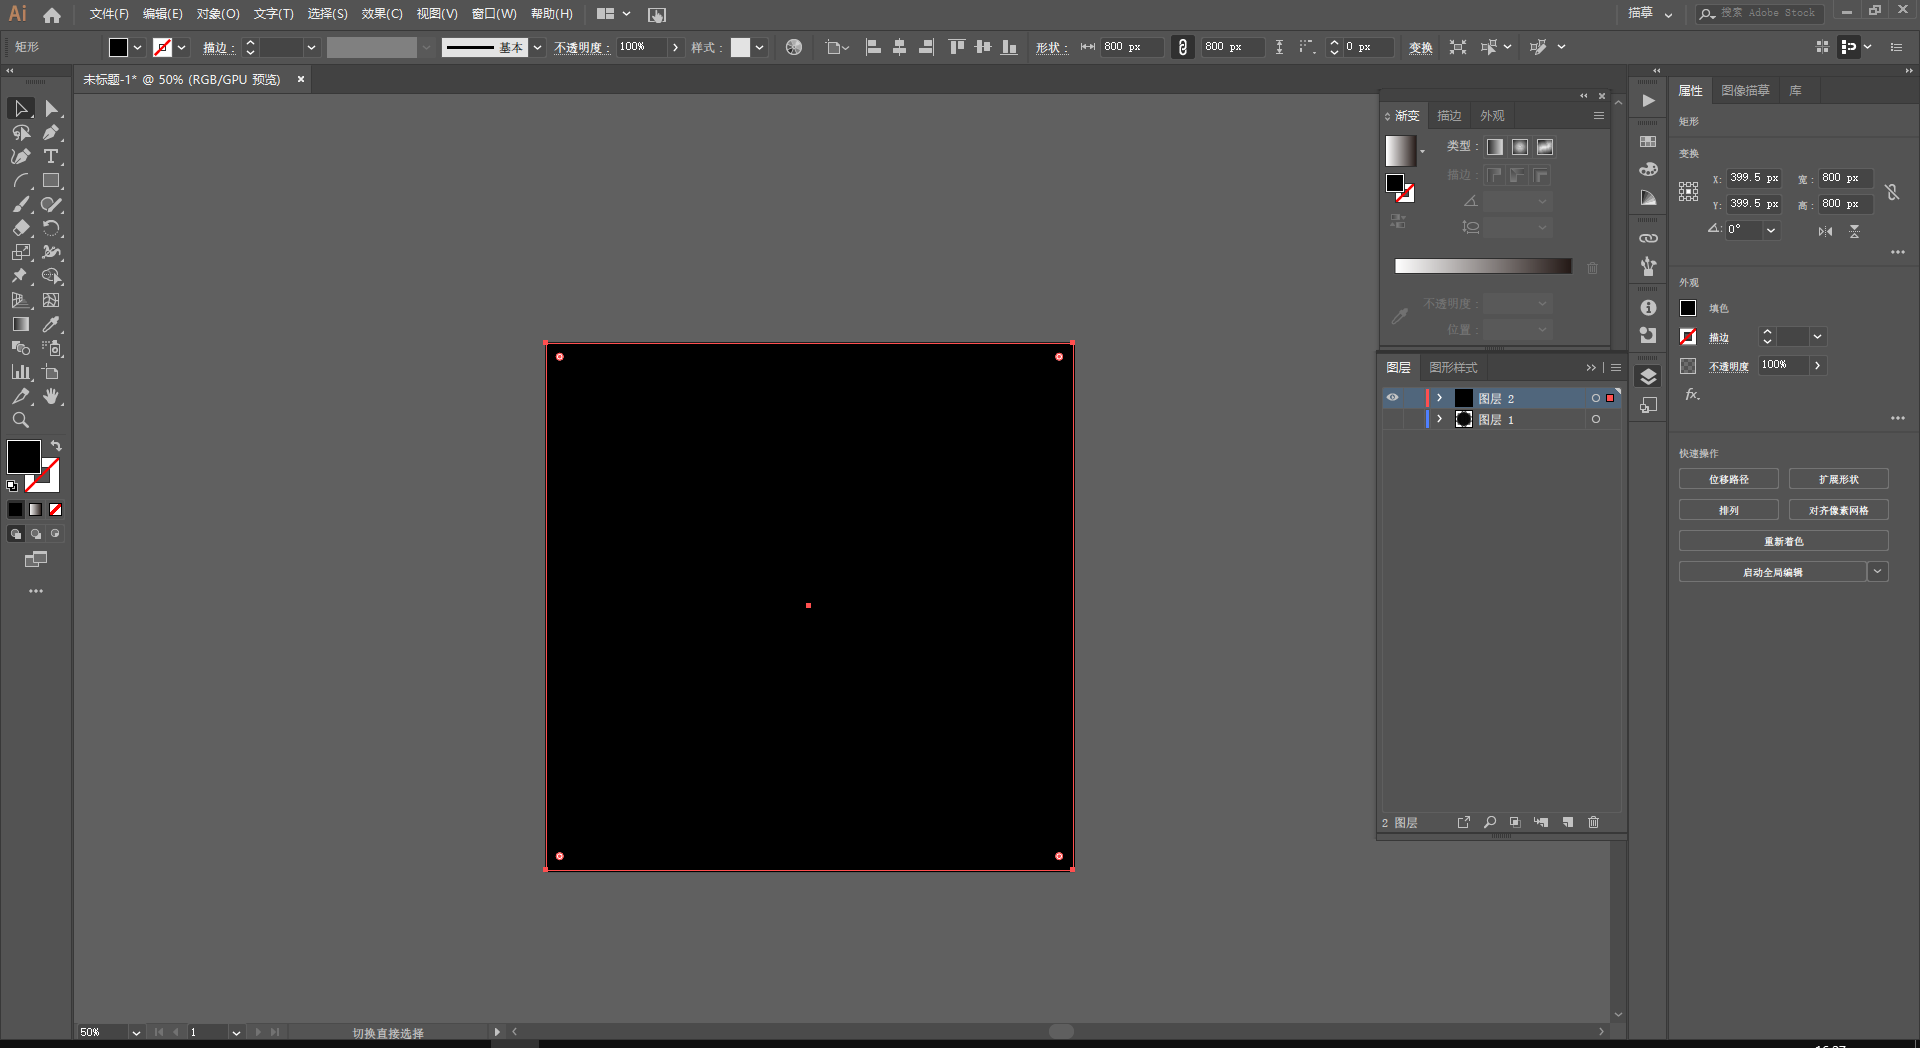 Ai 文件(F) 编辑(E) 对象(O) 文字(T) 选择(S) 效果(C) 视图(V) 窗口(W) 帮助(H) 描摹 搜索 Adobe Stock
矩形 描边： 基本 不透明度： 100% 样式： 形状： 800 px 800 px 0 px 变换
未标题-1* @ 50% (RGB/GPU 预览) ×
渐变 描边 外观
类型：
描边：
不透明度：
位置：
图层 图形样式
图层 2
图层 1
2 图层
属性 图像描摹 库
矩形
变换
X: 399.5 px 宽: 800 px
Y: 399.5 px 高: 800 px
0°
外观
填色
描边
不透明度 100%
fx.
快速操作
位移路径 扩展形状
排列 对齐像素网格
重新着色
启动全局编辑
50% 1 切换直接选择